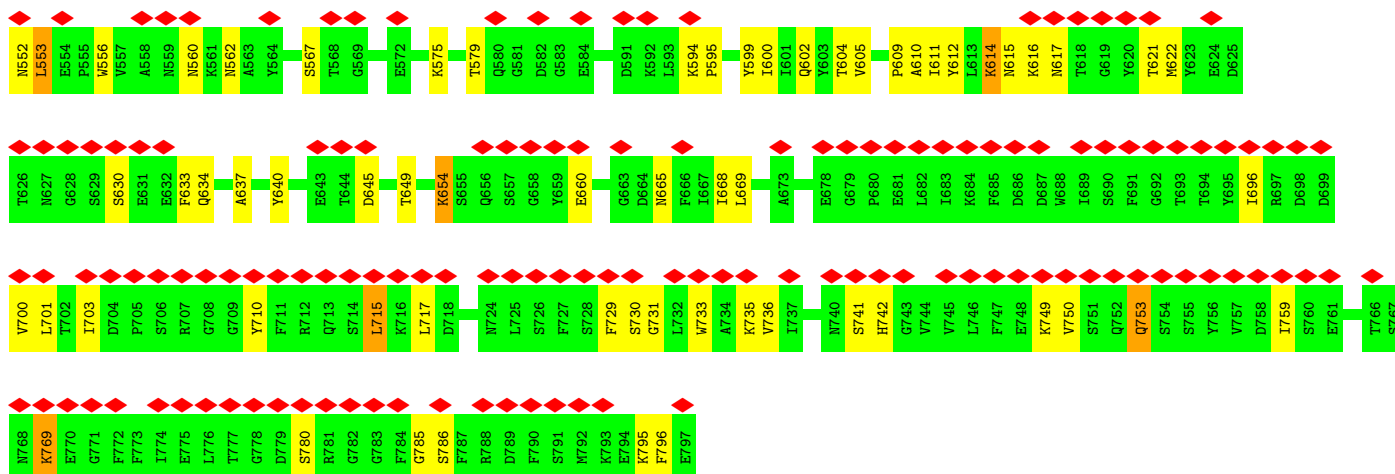 N552 L553 E554 P555 W556 V557 A558 N559 N560 K561 N562 A563 Y564 S567 T568 G569 E572 K575 T579 Q580 G581 D582 G583 E584 D591 K592 L593 K594 P595 Y599 I600 I601 Q602 Y603 T604 V605 P609 A610 I611 Y612 L613 K614 N615 K616 N617 T618 G619 Y620 T621 M622 Y623 E624 D625
T626 N627 G628 S629 S630 E631 E632 F633 Q634 A637 Y640 E643 T644 D645 T649 K654 S655 Q656 S657 G658 Y659 E660 G663 D664 N665 F666 I667 I668 L669 A673 E678 G679 P680 E681 L682 I683 K684 F685 D686 D687 W688 I689 S690 F691 G692 T693 T694 Y695 I696 R697 D698 D699
V700 L701 T702 I703 D704 P705 S706 R707 G708 G709 Y710 F711 R712 Q713 S714 L715 K716 L717 D718 N724 L725 S726 F727 S728 F729 S730 G731 L732 W733 A734 K735 V736 I737 N740 S741 H742 G743 V744 V745 L746 F747 E748 K749 V750 S751 Q752 Q753 S754 S755 Y756 V757 D758 I759 S760 E761 T766 S767
N768 K769 E770 G771 F772 F773 I774 E775 L776 T777 G778 D779 S780 R781 G782 G783 F784 G785 S786 F787 R788 D789 F790 S791 M792 K793 E794 K795 F796 E797